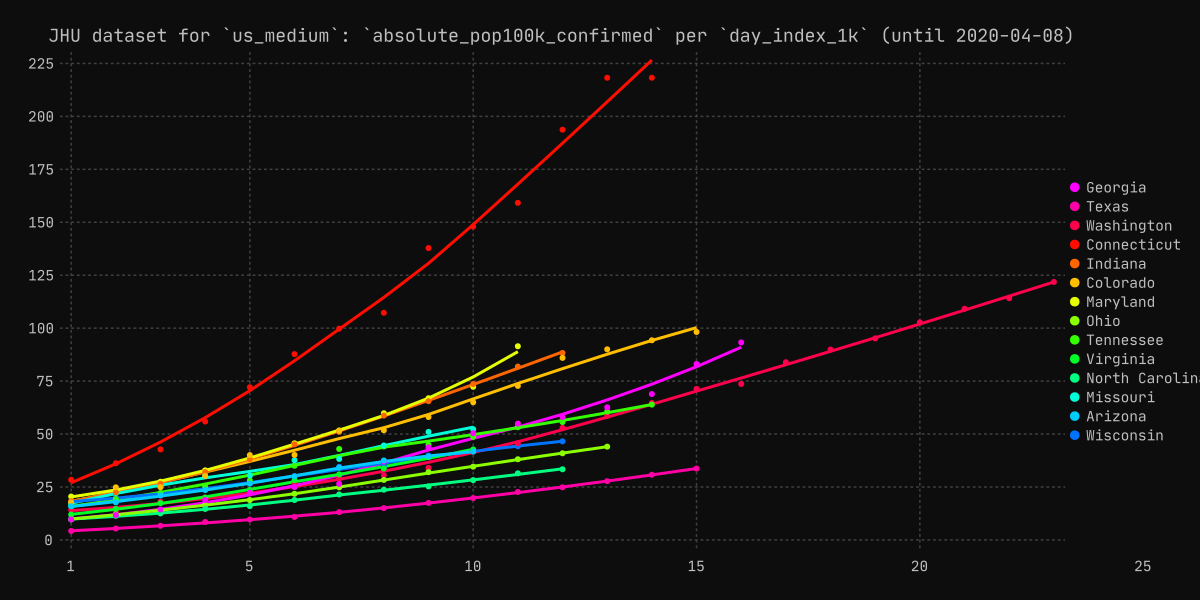 JHU dataset for `us_medium`: `absolute_pop100k_confirmed` per `day_index_1k` (until 2020-04-08)
225
200
175
150
125
100
75
50
25
0
1 5 10 15 20 25
Georgia
Texas
Washington
Connecticut
Indiana
Colorado
Maryland
Ohio
Tennessee
Virginia
North Carolina
Missouri
Arizona
Wisconsin